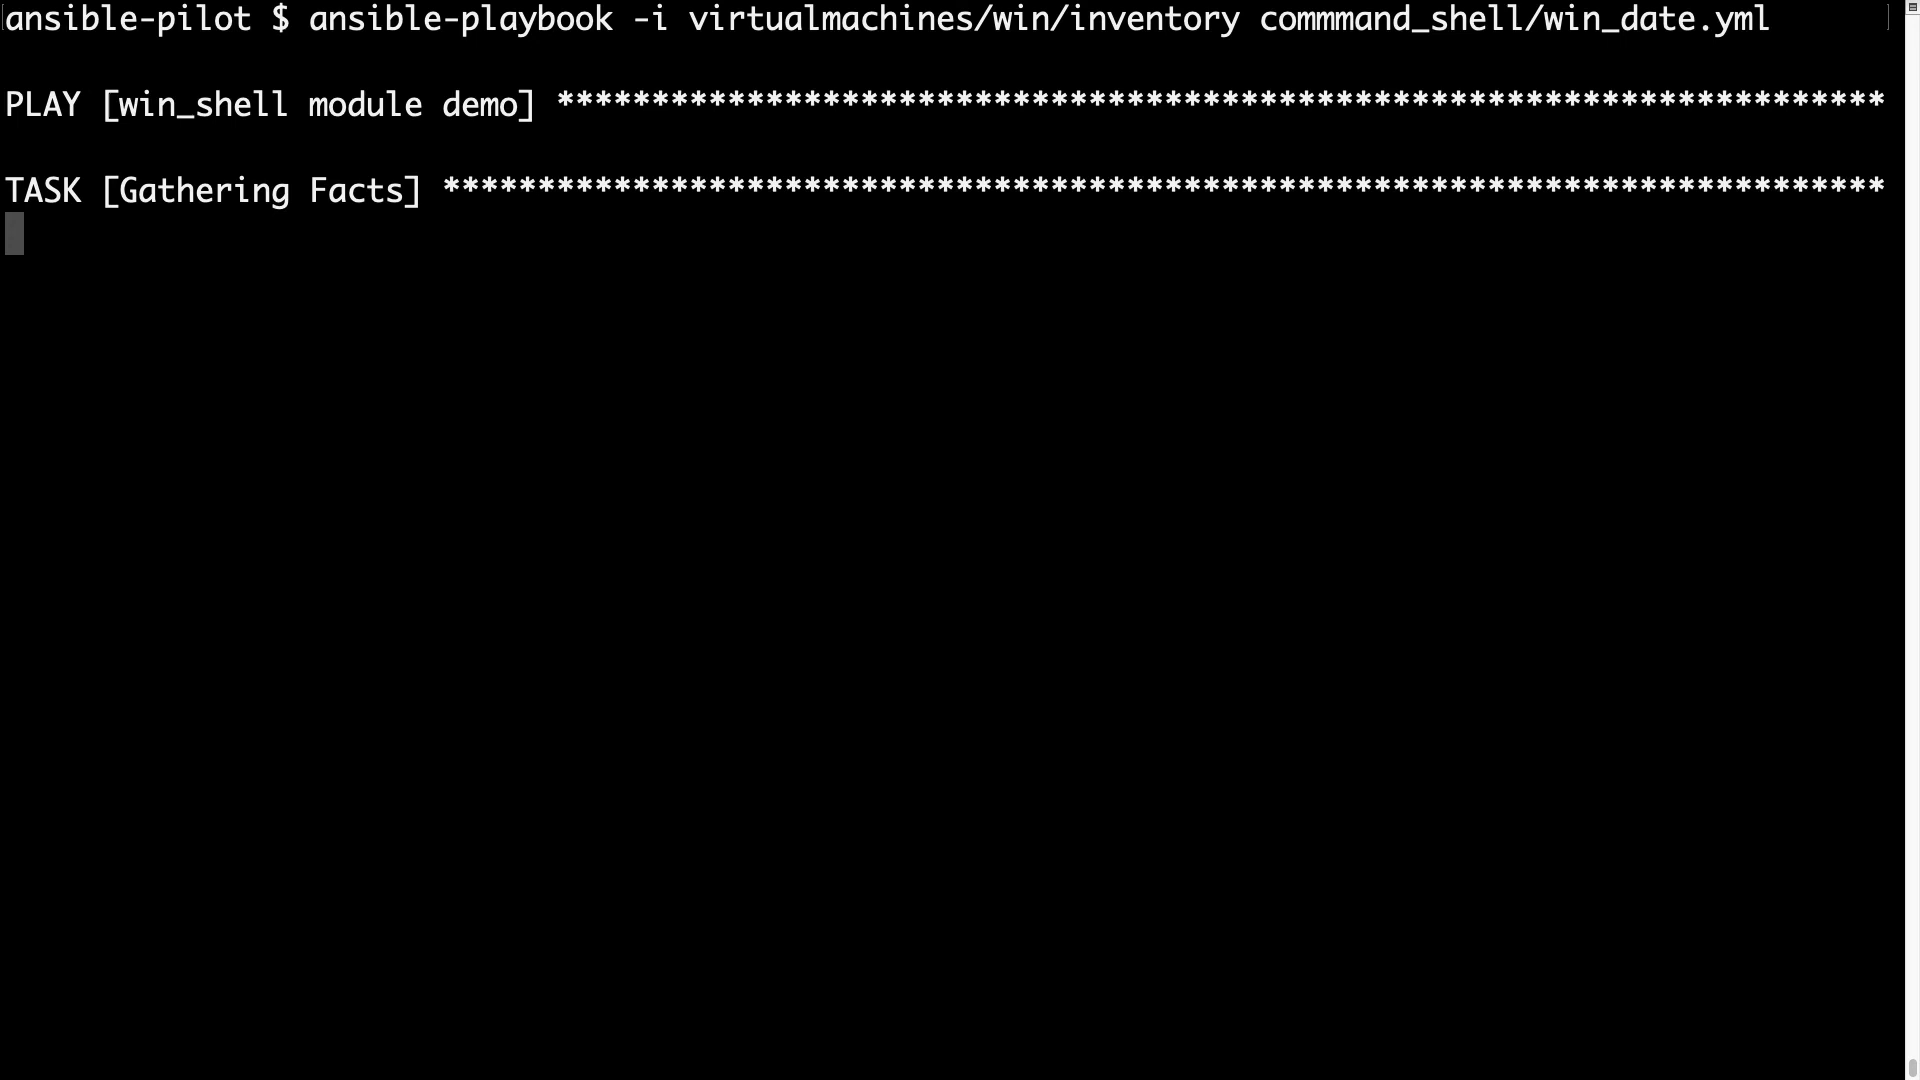 ansible-pilot $ ansible-playbook -i virtualmachines/win/inventory commmand_shell/win_date.yml
PLAY [win_shell module demo] **********************************************************************
TASK [Gathering Facts] ****************************************************************************